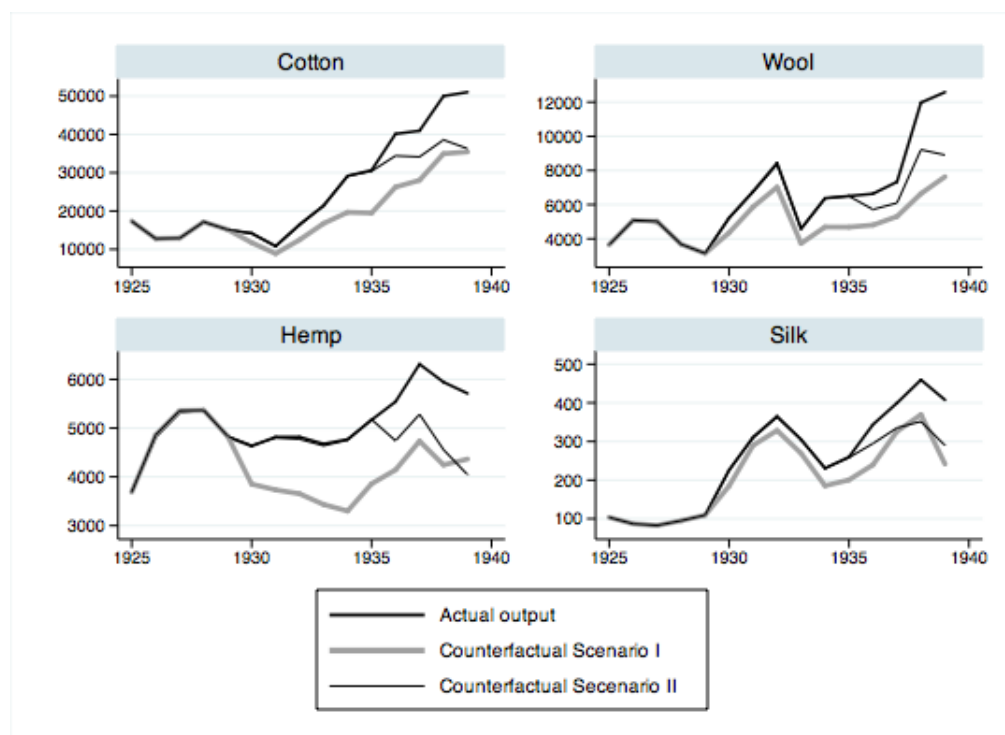 Cotton
50000
40000
30000
20000
10000
1925 1930 1935 1940
Wool
12000
10000
8000
6000
4000
1925 1930 1935 1940
Hemp
6000
5000
4000
3000
1925 1930 1935 1940
Silk
500
400
300
200
100
1925 1930 1935 1940
Actual output
Counterfactual Scenario I
Counterfactual Secenario II